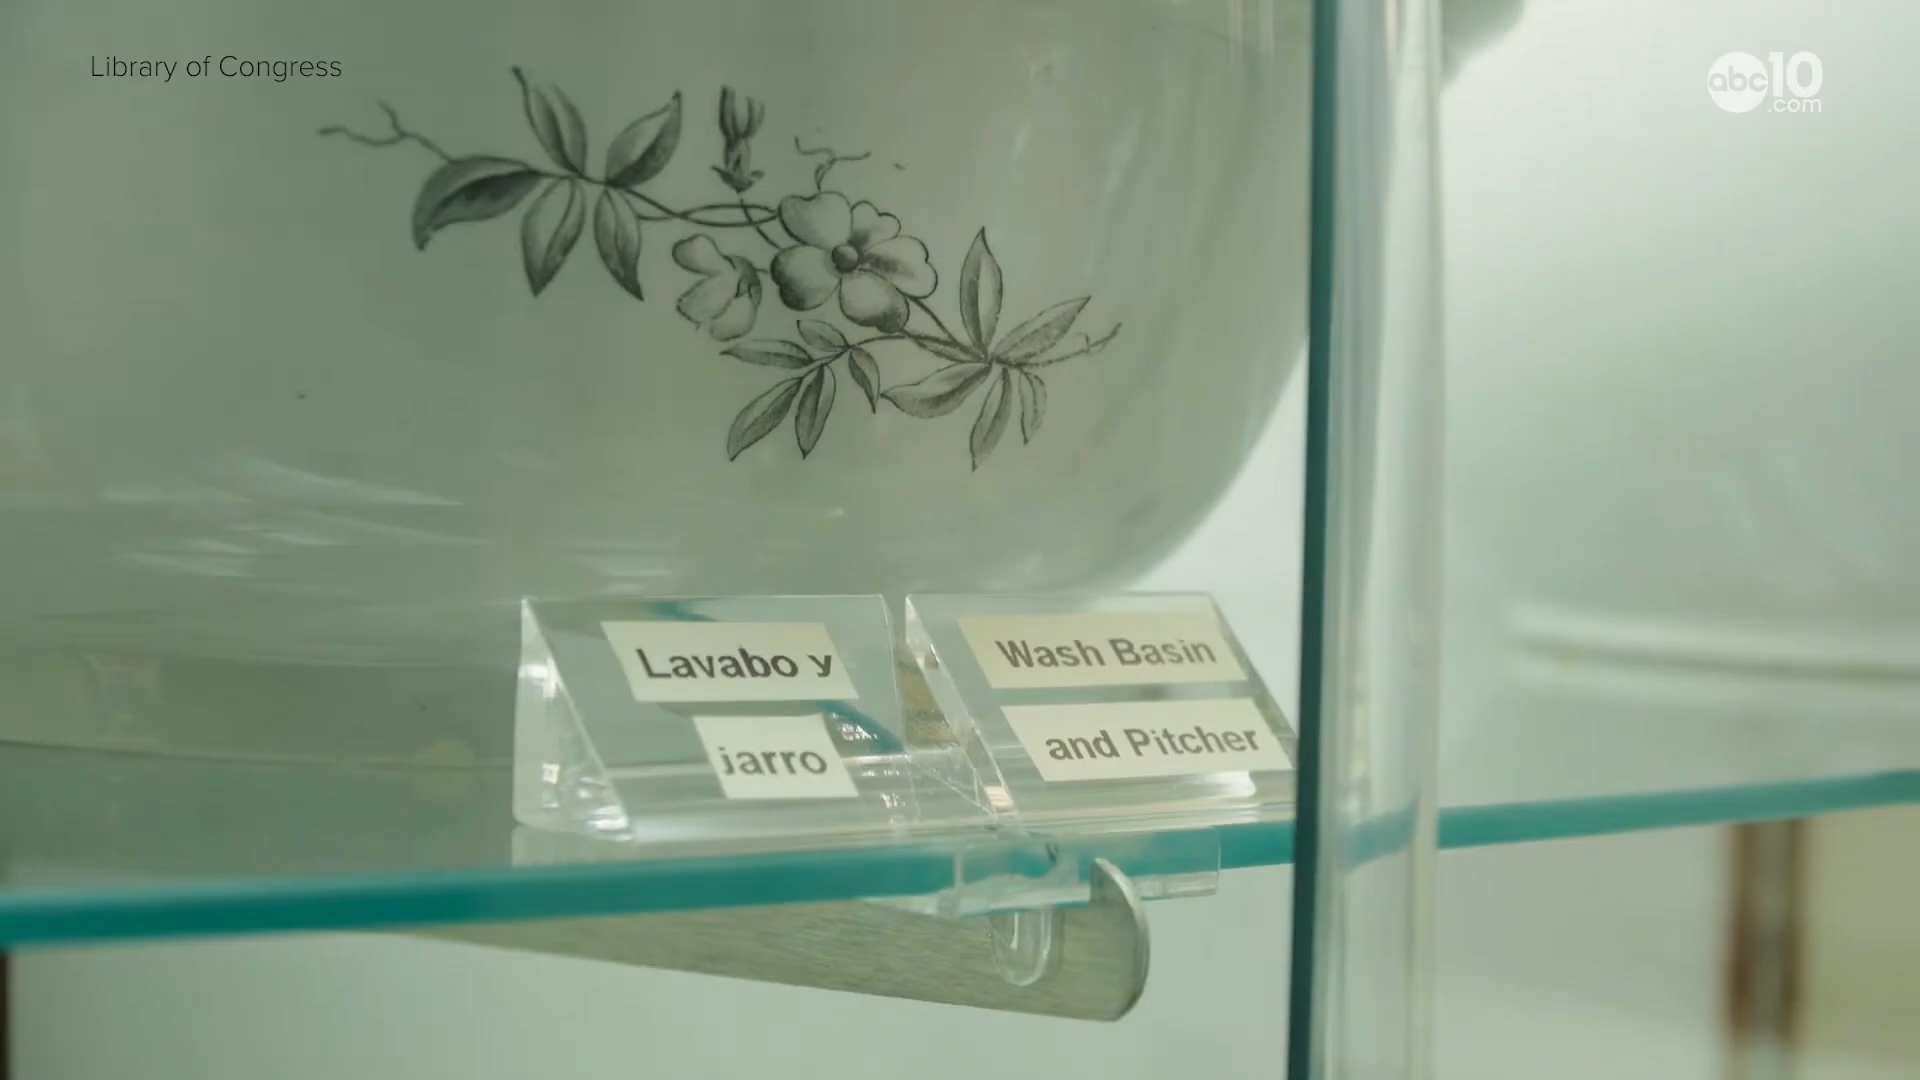 Library of Congress
abc10
.com
Lavabo y
jarro
Wash Basin
and Pitcher